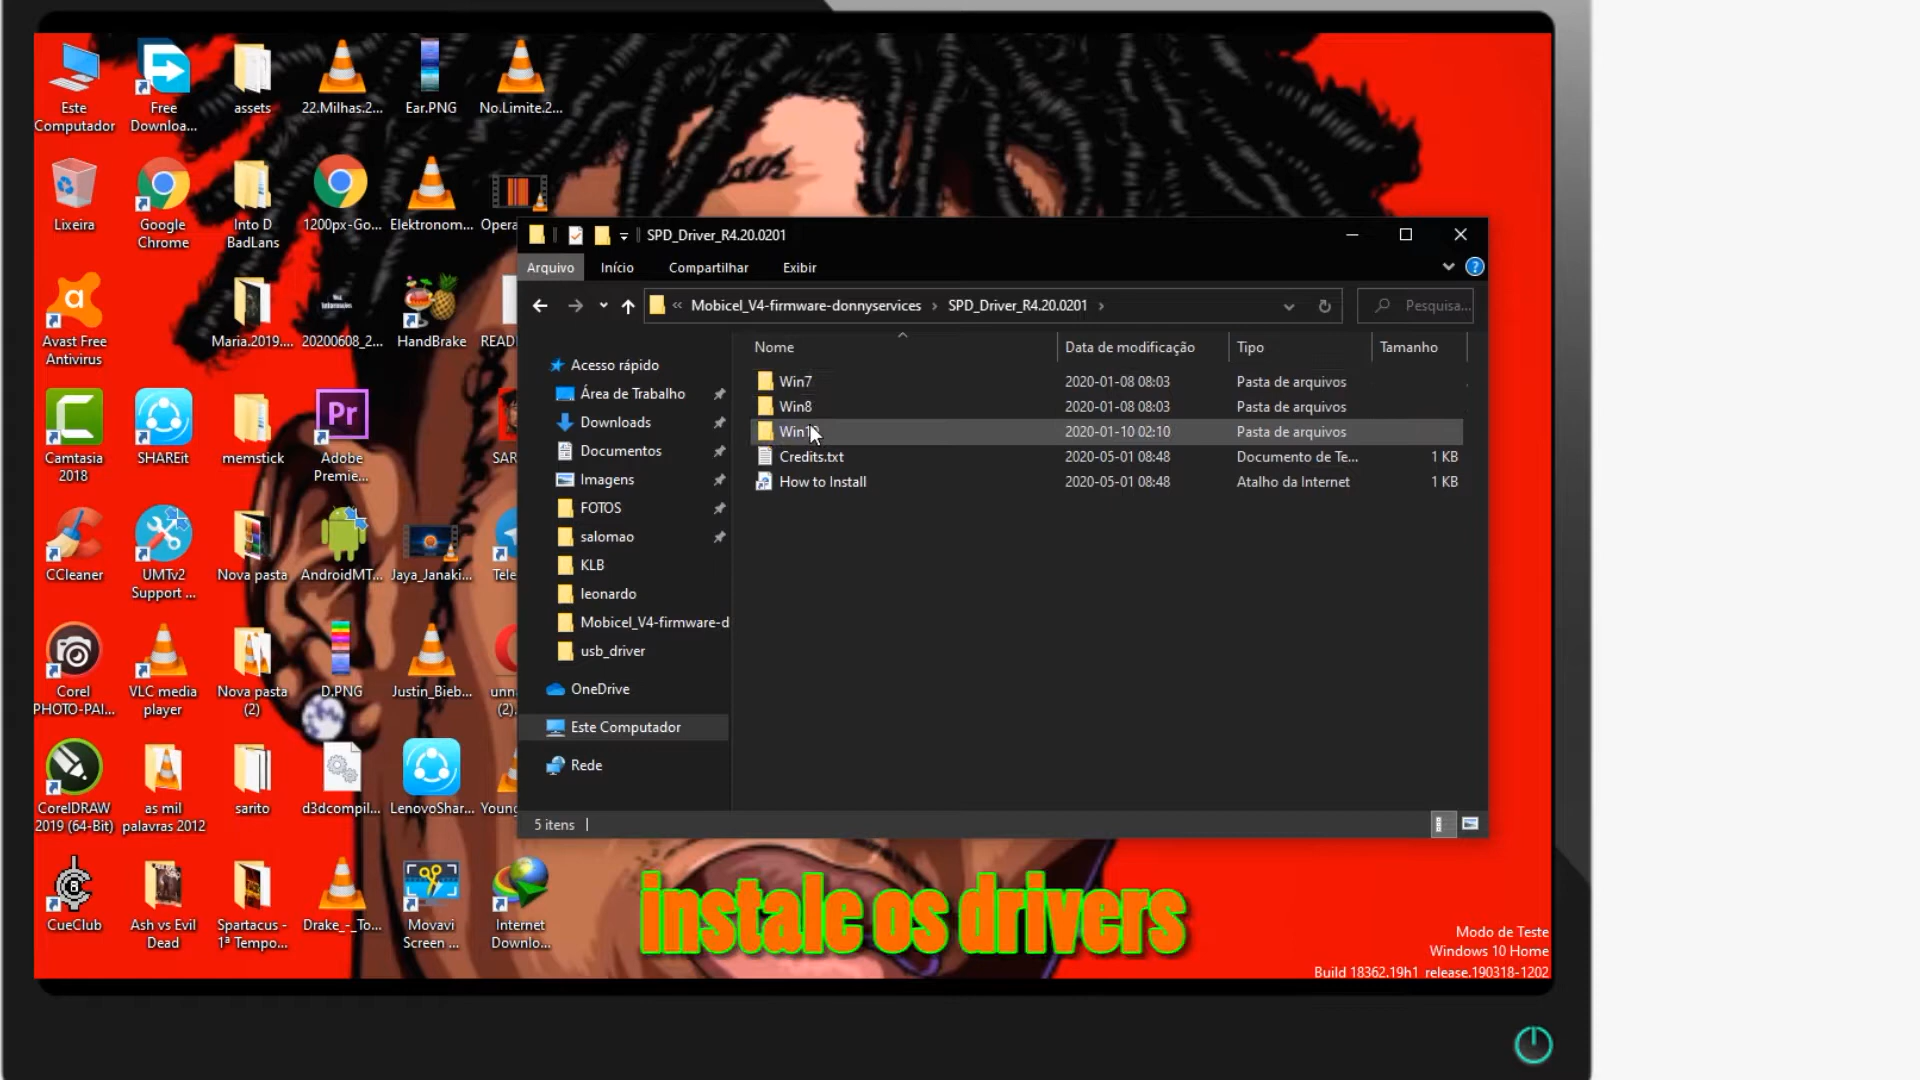 Este
Computador
Free
Downloa...
assets
22.Milhas.2...
Ear.PNG
No.Limite.2...
Lixeira
Google
Chrome
Into D
BadLans
1200px-Go...
Elektronom...
Opera
Avast Free
Antivirus
Maria.2019....
20200608_2...
HandBrake
READ
Camtasia
2018
SHAREit
memstick
Adobe
Premie...
SAR
CCleaner
UMTv2
Support ...
Nova pasta
AndroidMT...
Jaya_Janaki...
Tele
Corel
PHOTO-PAI...
VLC media
player
Nova pasta
(2)
D.PNG
Justin_Bieb...
unn
(2).
CorelDRAW
2019 (64-Bit)
as mil
palavras 2012
sarito
d3dcompil...
LenovoShar...
Young
CueClub
Ash vs Evil
Dead
Spartacus -
1ª Tempo...
Drake_-_To...
Movavi
Screen ...
Internet
Downlo...
SPD_Driver_R4.20.0201
Arquivo
Início
Compartilhar
Exibir
« Mobicel_V4-firmware-donnyservices › SPD_Driver_R4.20.0201 ›
Pesquisa...
Acesso rápido
Área de Trabalho
Downloads
Documentos
Imagens
FOTOS
salomao
KLB
leonardo
Mobicel_V4-firmware-d
usb_driver
OneDrive
Este Computador
Rede
Nome Data de modificação Tipo Tamanho
Win7 2020-01-08 08:03 Pasta de arquivos
Win8 2020-01-08 08:03 Pasta de arquivos
2020-01-10 02:10 Pasta de arquivos
Credits.txt 2020-05-01 08:48 Documento de Te... 1 KB
How to Install 2020-05-01 08:48 Atalho da Internet 1 KB
5 itens
instale os drivers
Modo de Teste
Windows 10 Home
Build 18362.19h1_release.190318-1202